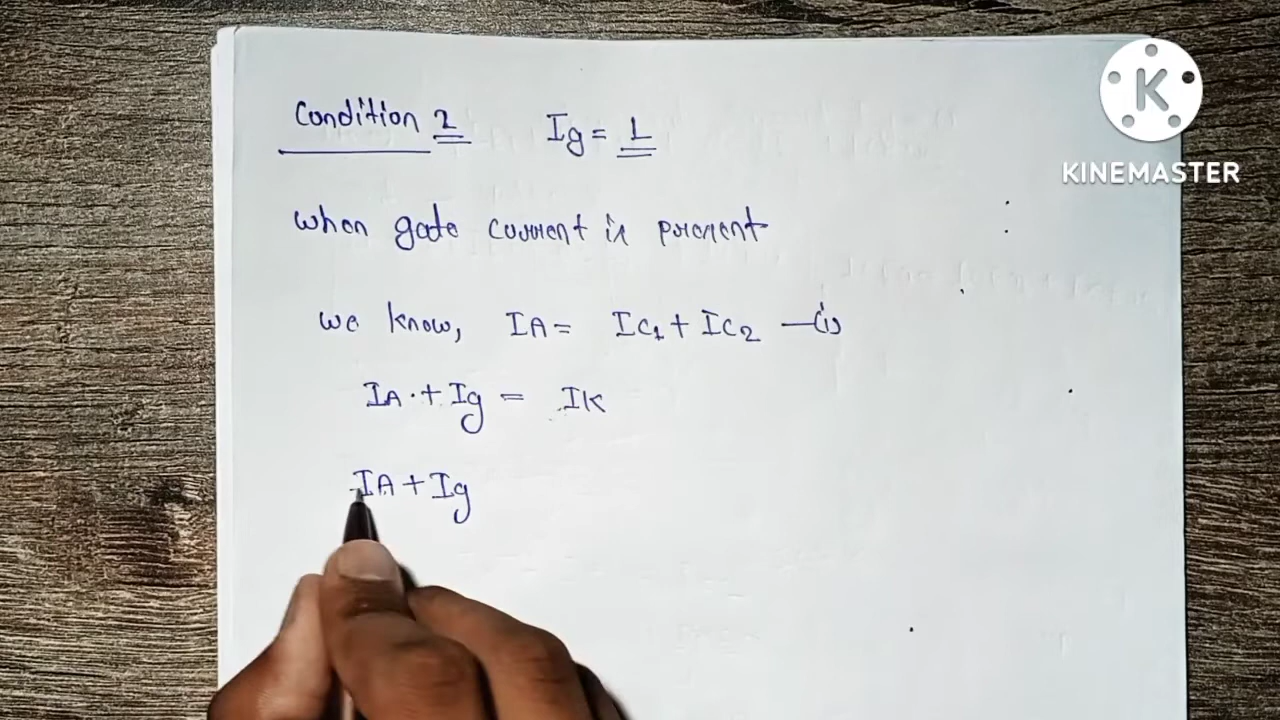 Condition 2 Ig = 1
K
KINEMASTER
when gate current is present
we know, IA = Ic1 + Ic2 —(i)
IA + Ig = IK
IA + Ig